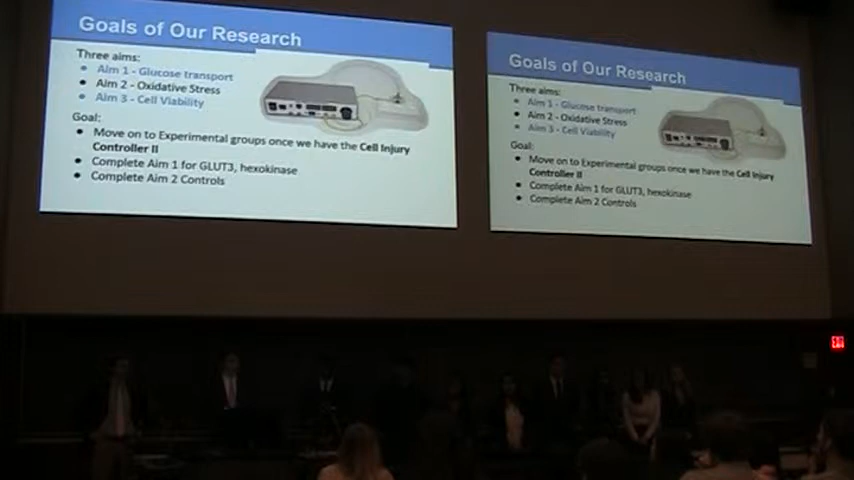 Goals of Our Research
Three aims:
● Aim 1 - Glucose transport
● Aim 2 - Oxidative Stress
● Aim 3 - Cell Viability
Goal:
● Move on to Experimental groups once we have the Cell Injury
Controller II
● Complete Aim 1 for GLUT3, hexokinase
● Complete Aim 2 Controls
Goals of Our Research
Three aims:
● Aim 1 - Glucose transport
● Aim 2 - Oxidative Stress
● Aim 3 - Cell Viability
Goal:
● Move on to Experimental groups once we have the Cell Injury
Controller II
● Complete Aim 1 for GLUT3, hexokinase
● Complete Aim 2 Controls